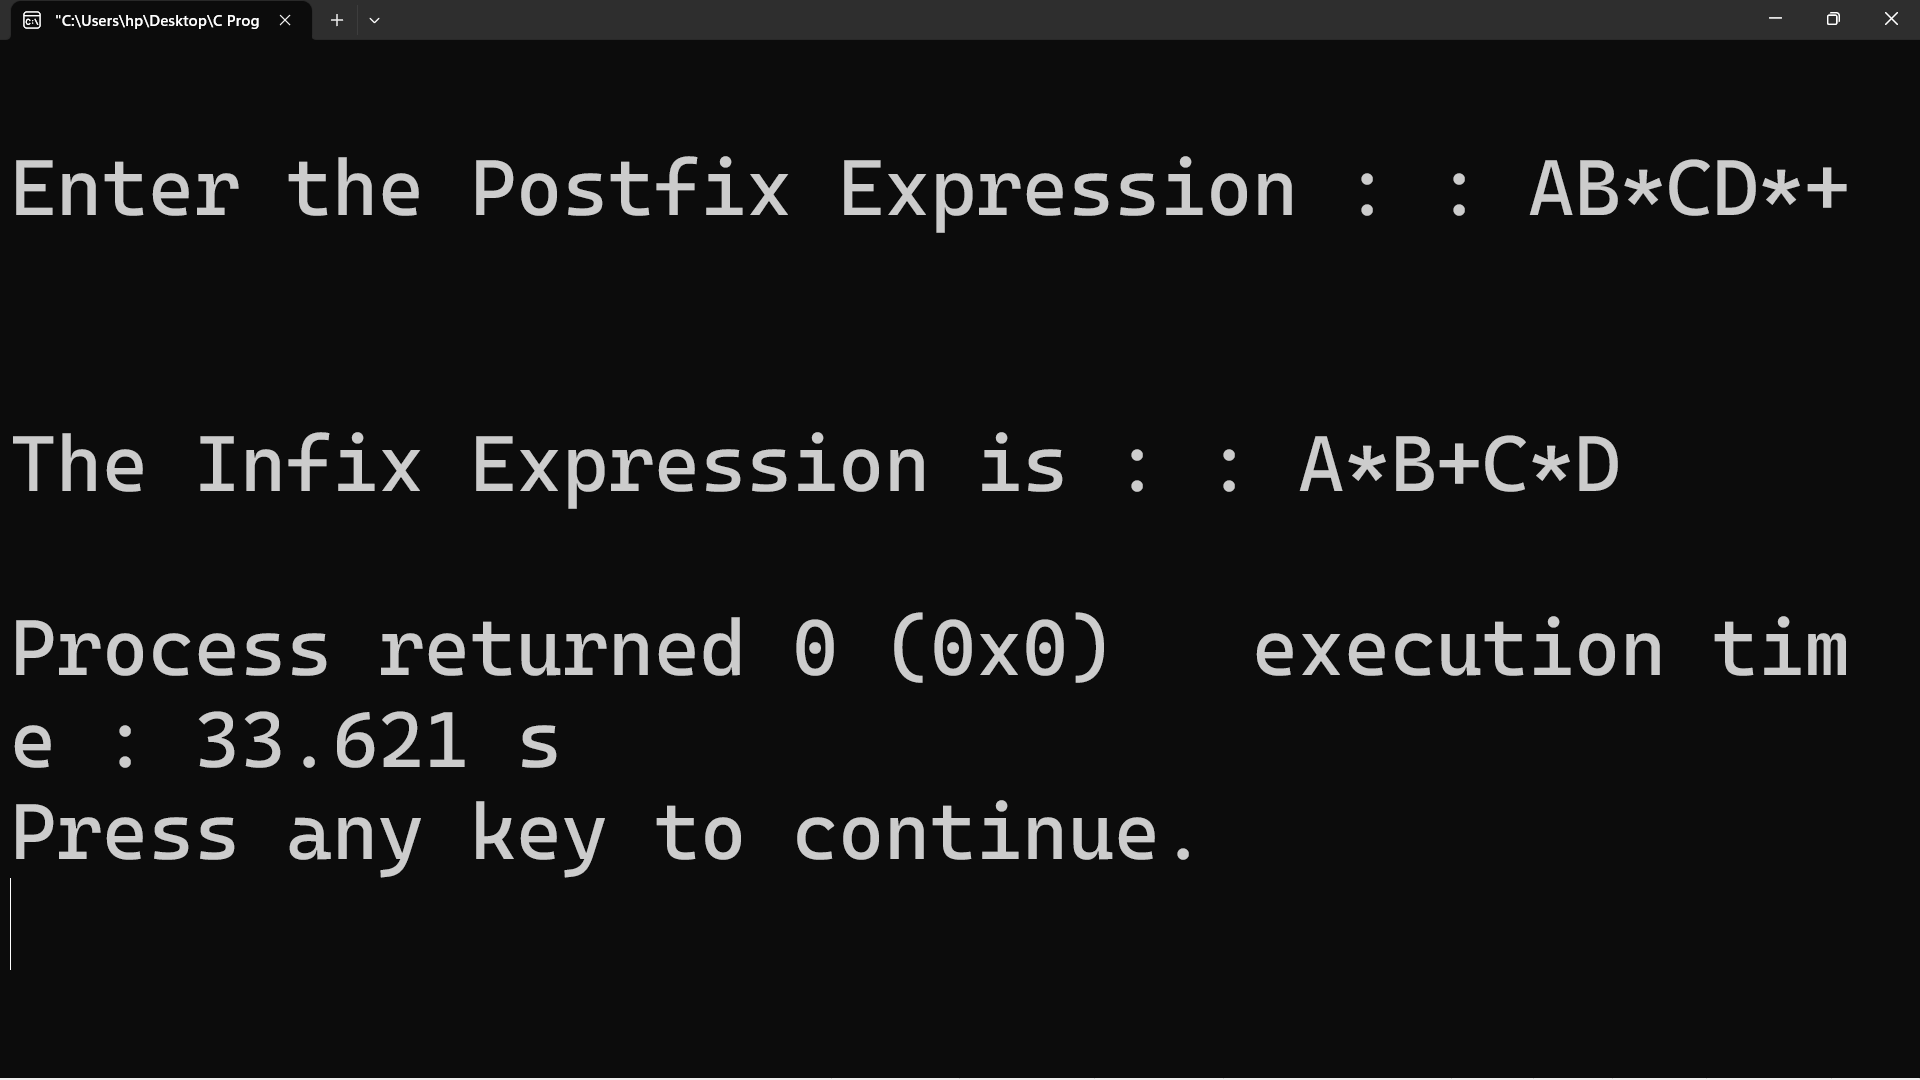 "C:\Users\hp\Desktop\C Prog
Enter the Postfix Expression : : AB*CD*+
The Infix Expression is : : A*B+C*D
Process returned 0 (0x0)   execution tim
e : 33.621 s
Press any key to continue.